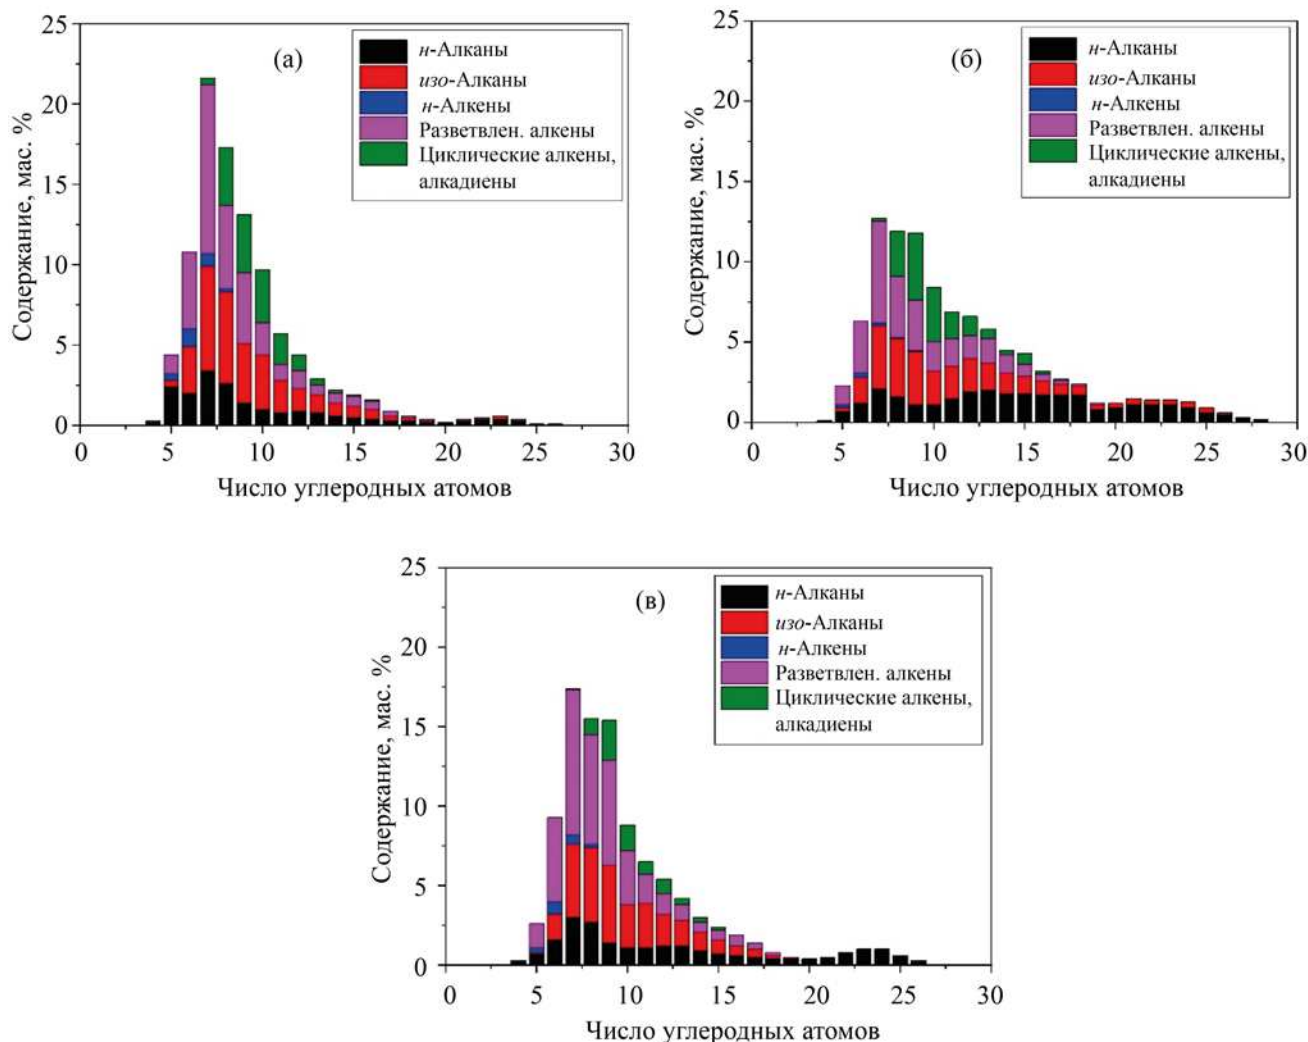 (а)
н-Алканы
изо-Алканы
н-Алкены
Разветвлен. алкены
Циклические алкены,
алкадиены
Содержание, мас. %
25
20
15
10
5
0
0 5 10 15 20 25 30
Число углеродных атомов
(б)
н-Алканы
изо-Алканы
н-Алкены
Разветвлен. алкены
Циклические алкены,
алкадиены
Содержание, мас. %
25
20
15
10
5
0
0 5 10 15 20 25 30
Число углеродных атомов
(в)
н-Алканы
изо-Алканы
н-Алкены
Разветвлен. алкены
Циклические алкены,
алкадиены
Содержание, мас. %
25
20
15
10
5
0
0 5 10 15 20 25 30
Число углеродных атомов